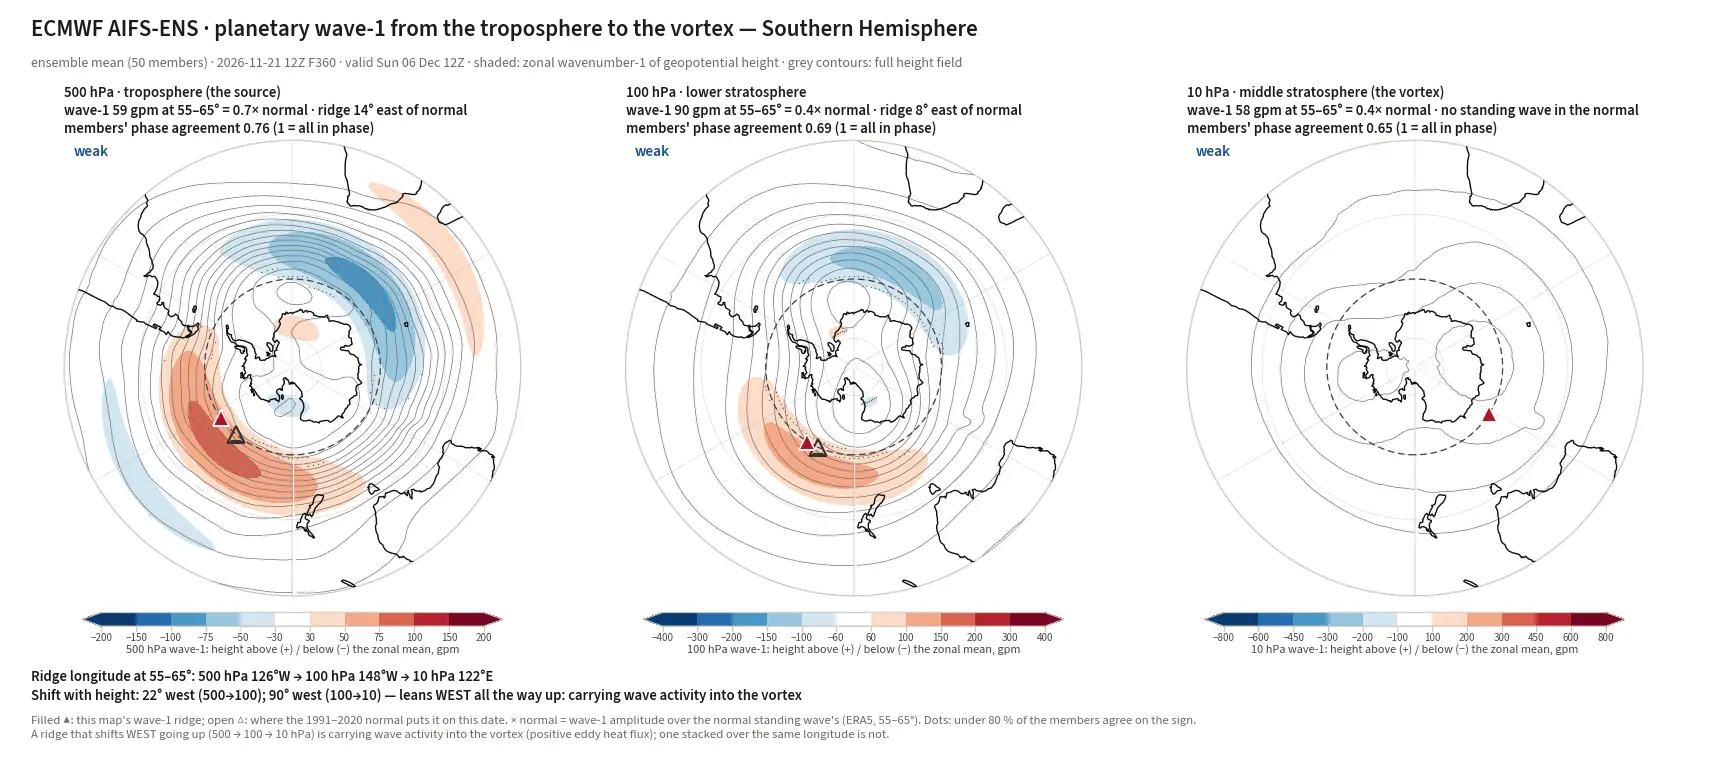 ECMWF AIFS-ENS · planetary wave-1 from the troposphere to the vortex — Southern Hemisphere
ensemble mean (50 members) · 2026-11-21 12Z F360 · valid Sun 06 Dec 12Z · shaded: zonal wavenumber-1 of geopotential height · grey contours: full height field
500 hPa · troposphere (the source)
wave-1 59 gpm at 55–65° = 0.7× normal · ridge 14° east of normal
members' phase agreement 0.76 (1 = all in phase)
weak
−200 −150 −100 −75 −50 −30 30 50 75 100 150 200
500 hPa wave-1: height above (+) / below (−) the zonal mean, gpm
100 hPa · lower stratosphere
wave-1 90 gpm at 55–65° = 0.4× normal · ridge 8° east of normal
members' phase agreement 0.69 (1 = all in phase)
weak
−400 −300 −200 −150 −100 −60 60 100 150 200 300 400
100 hPa wave-1: height above (+) / below (−) the zonal mean, gpm
10 hPa · middle stratosphere (the vortex)
wave-1 58 gpm at 55–65° = 0.4× normal · no standing wave in the normal
members' phase agreement 0.65 (1 = all in phase)
weak
−800 −600 −450 −300 −200 −100 100 200 300 450 600 800
10 hPa wave-1: height above (+) / below (−) the zonal mean, gpm
Ridge longitude at 55–65°: 500 hPa 126°W → 100 hPa 148°W → 10 hPa 122°E
Shift with height: 22° west (500→100); 90° west (100→10) — leans WEST all the way up: carrying wave activity into the vortex
Filled ▲: this map's wave-1 ridge; open △: where the 1991–2020 normal puts it on this date. × normal = wave-1 amplitude over the normal standing wave's (ERA5, 55–65°). Dots: under 80 % of the members agree on the sign.
A ridge that shifts WEST going up (500 → 100 → 10 hPa) is carrying wave activity into the vortex (positive eddy heat flux); one stacked over the same longitude is not.